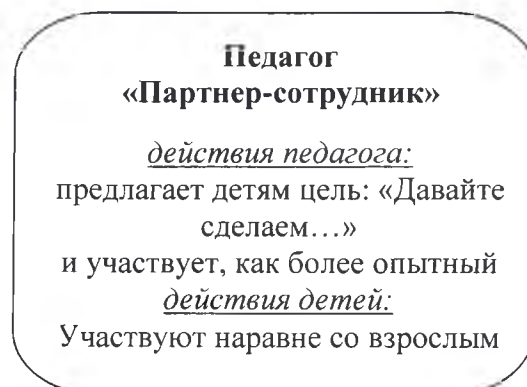 Педагог
«Партнер-сотрудник»
действия педагога:
предлагает детям цель: «Давайте
сделаем…»
и участвует, как более опытный
действия детей:
Участвуют наравне со взрослым